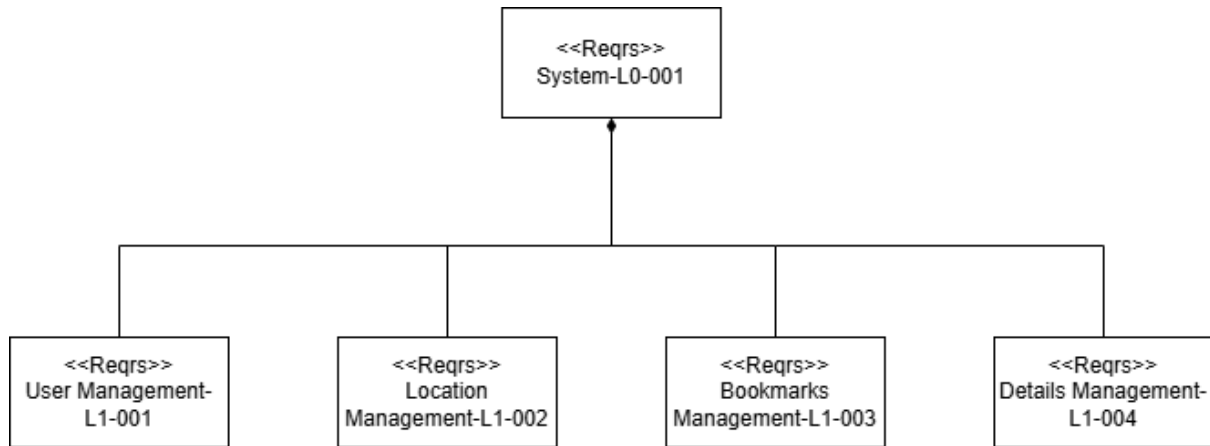 <<Reqrs>>
System-L0-001
<<Reqrs>>
User Management-
L1-001
<<Reqrs>>
Location
Management-L1-002
<<Reqrs>>
Bookmarks
Management-L1-003
<<Reqrs>>
Details Management-
L1-004